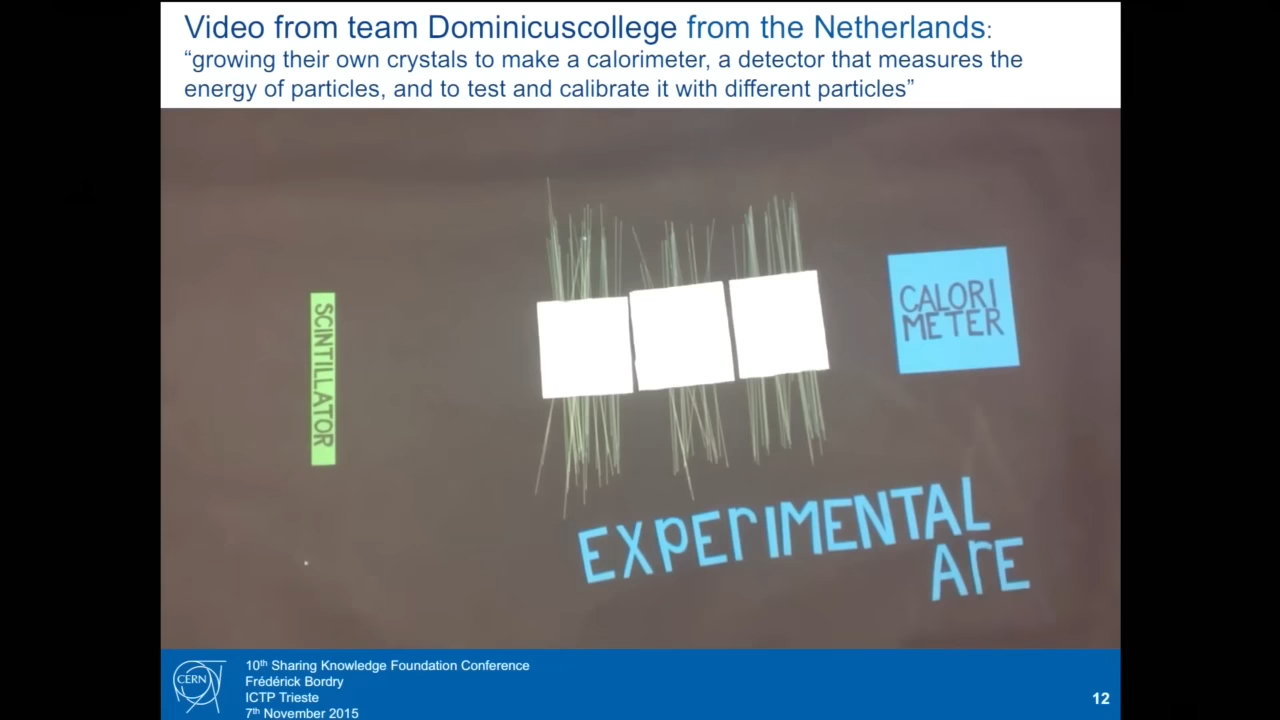 Video from team Dominicuscollege from the Netherlands:
“growing their own crystals to make a calorimeter, a detector that measures the
energy of particles, and to test and calibrate it with different particles”
SCINTILLATOR
CALORI
METER
EXPErIMENTAL
ArE
CERN
10th Sharing Knowledge Foundation Conference
Frédérick Bordry
ICTP Trieste
7th November 2015
12